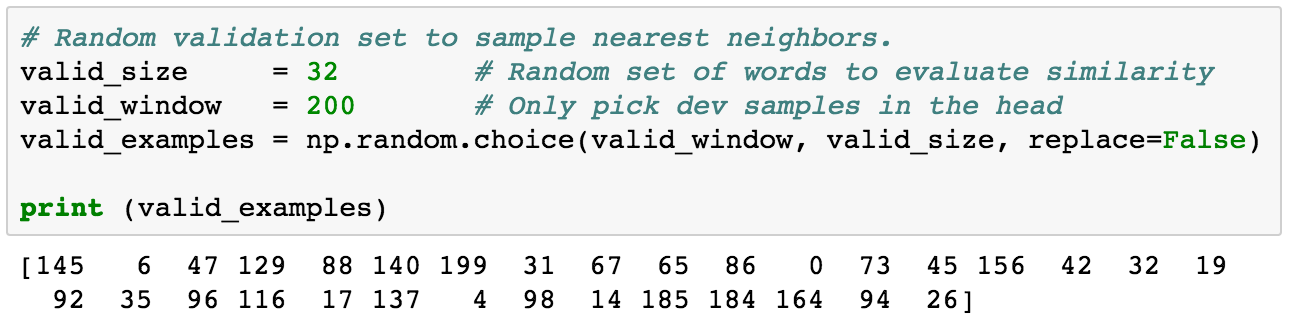 # Random validation set to sample nearest neighbors.
valid_size     = 32        # Random set of words to evaluate similarity
valid_window   = 200       # Only pick dev samples in the head
valid_examples = np.random.choice(valid_window, valid_size, replace=False)

print (valid_examples)
[145   6  47 129  88 140 199  31  67  65  86   0  73  45 156  42  32  19
  92  35  96 116  17 137   4  98  14 185 184 164  94  26]